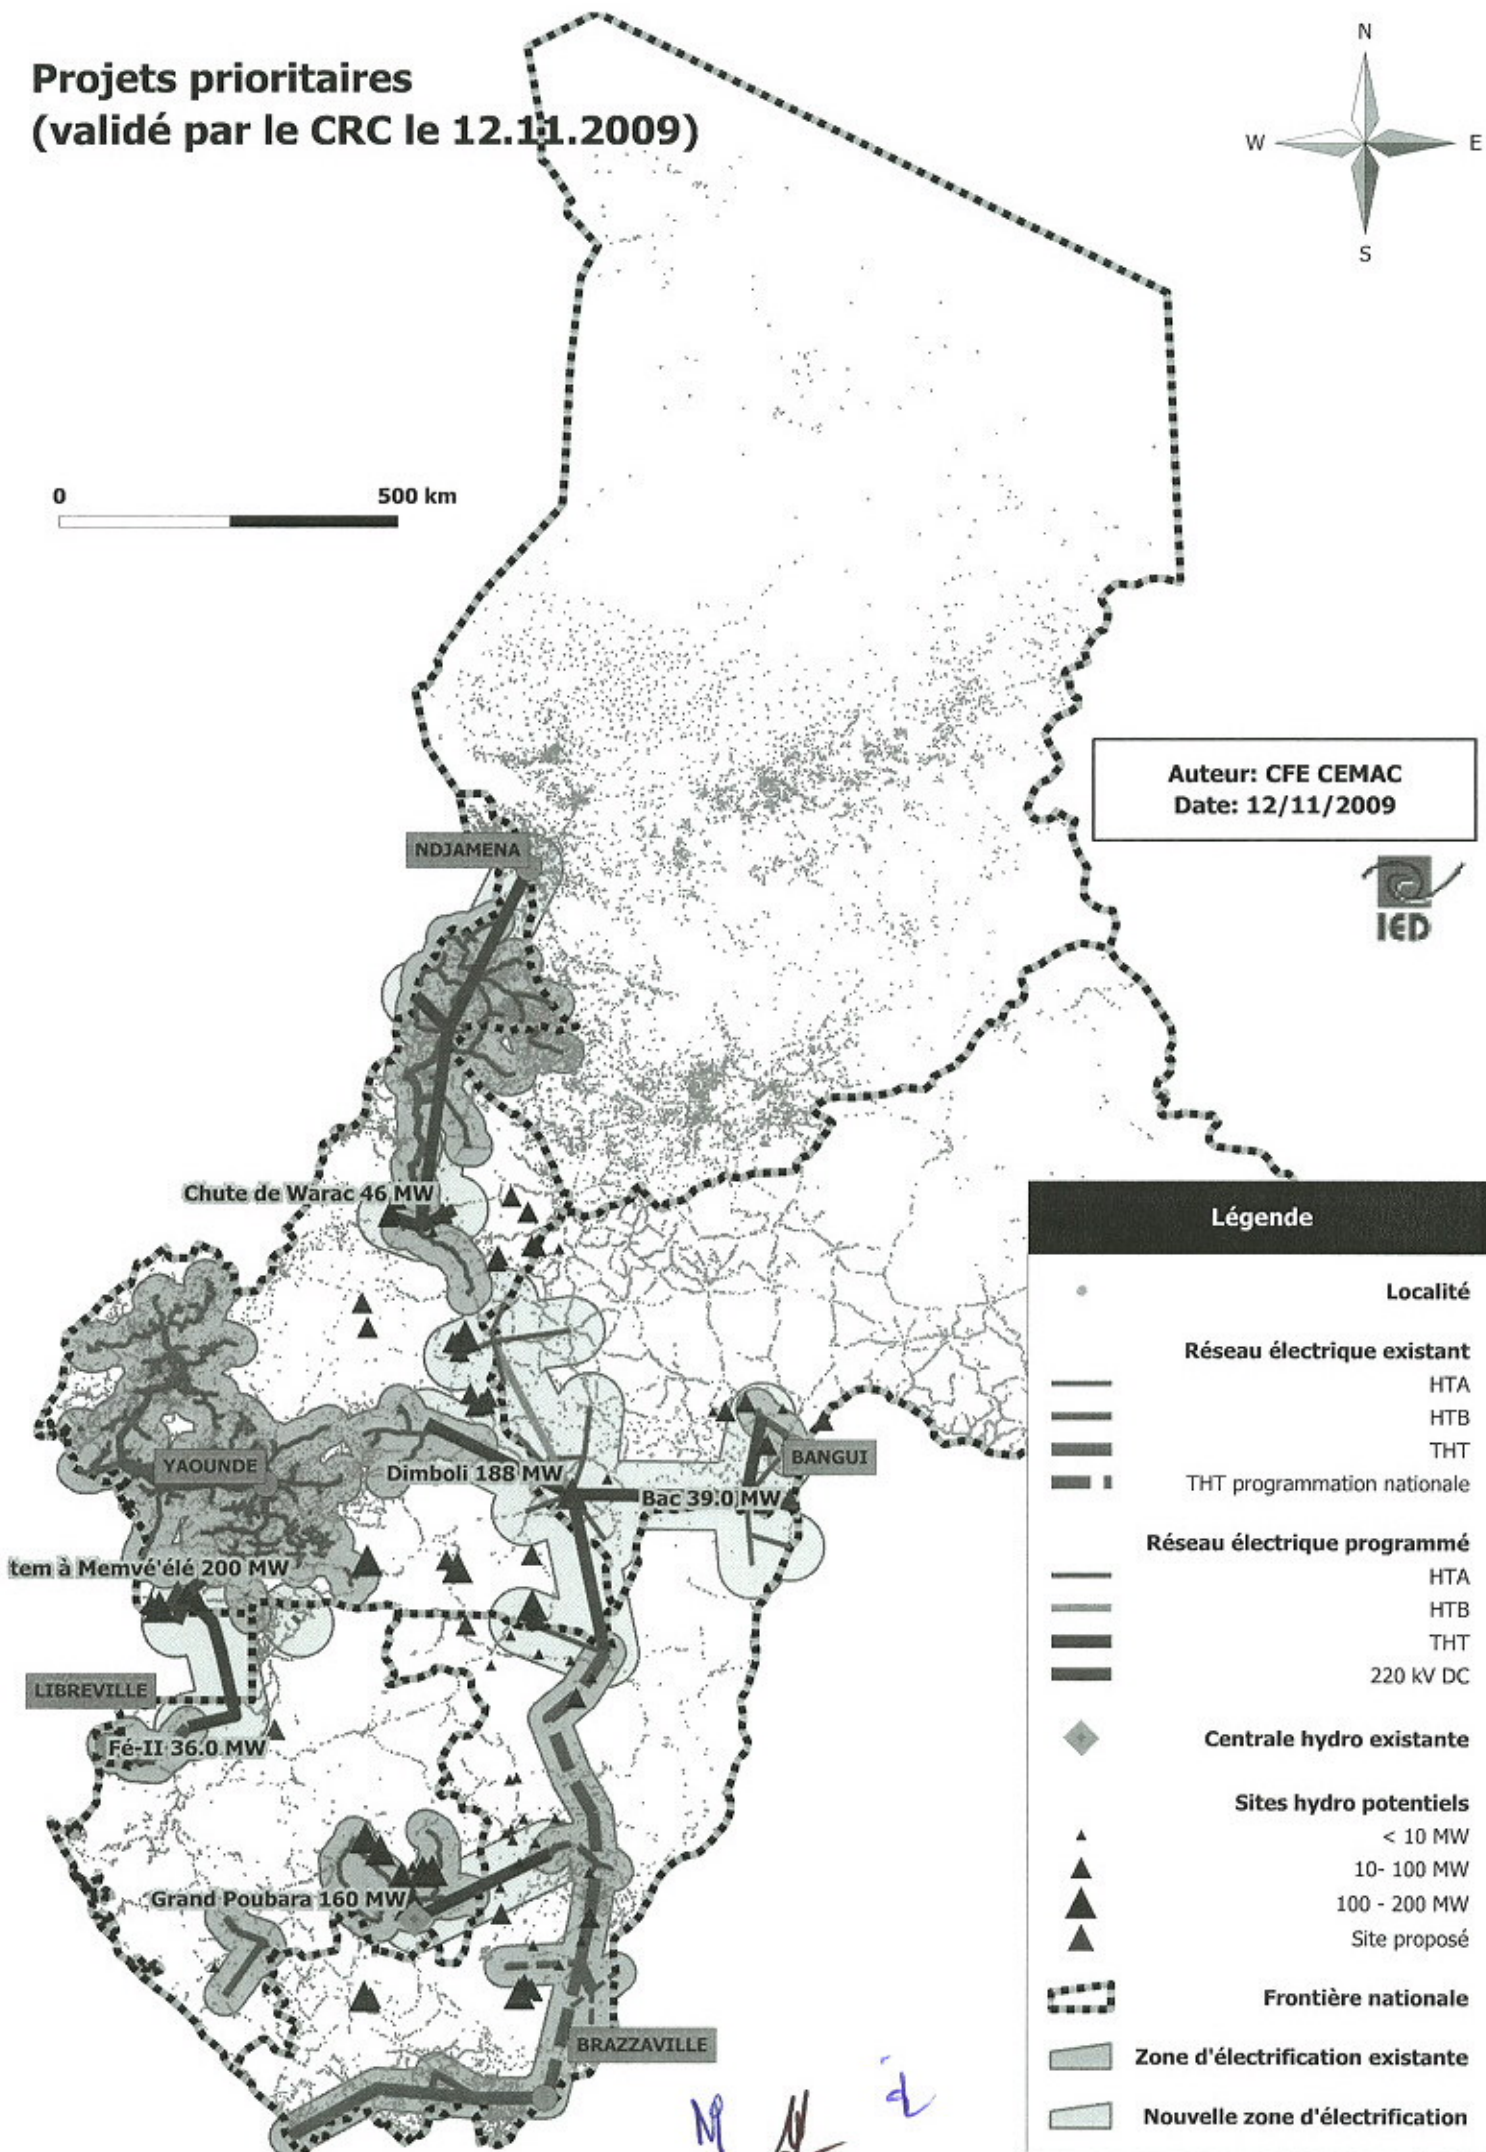 Projets prioritaires
(validé par le CRC le 12.11.2009)
N
W
E
S
0
500 km
Auteur: CFE CEMAC
Date: 12/11/2009
IED
NDJAMENA
Chute de Warac 46 MW
YAOUNDE
Dimboli 188 MW
BANGUI
Bac 39.0 MW
tem à Memvé'élé 200 MW
LIBREVILLE
Fé-II 36.0 MW
Grand Poubara 160 MW
BRAZZAVILLE
Légende
Localité
Réseau électrique existant
HTA
HTB
THT
THT programmation nationale
Réseau électrique programmé
HTA
HTB
THT
220 kV DC
Centrale hydro existante
Sites hydro potentiels
< 10 MW
10- 100 MW
100 - 200 MW
Site proposé
Frontière nationale
Zone d'électrification existante
Nouvelle zone d'électrification